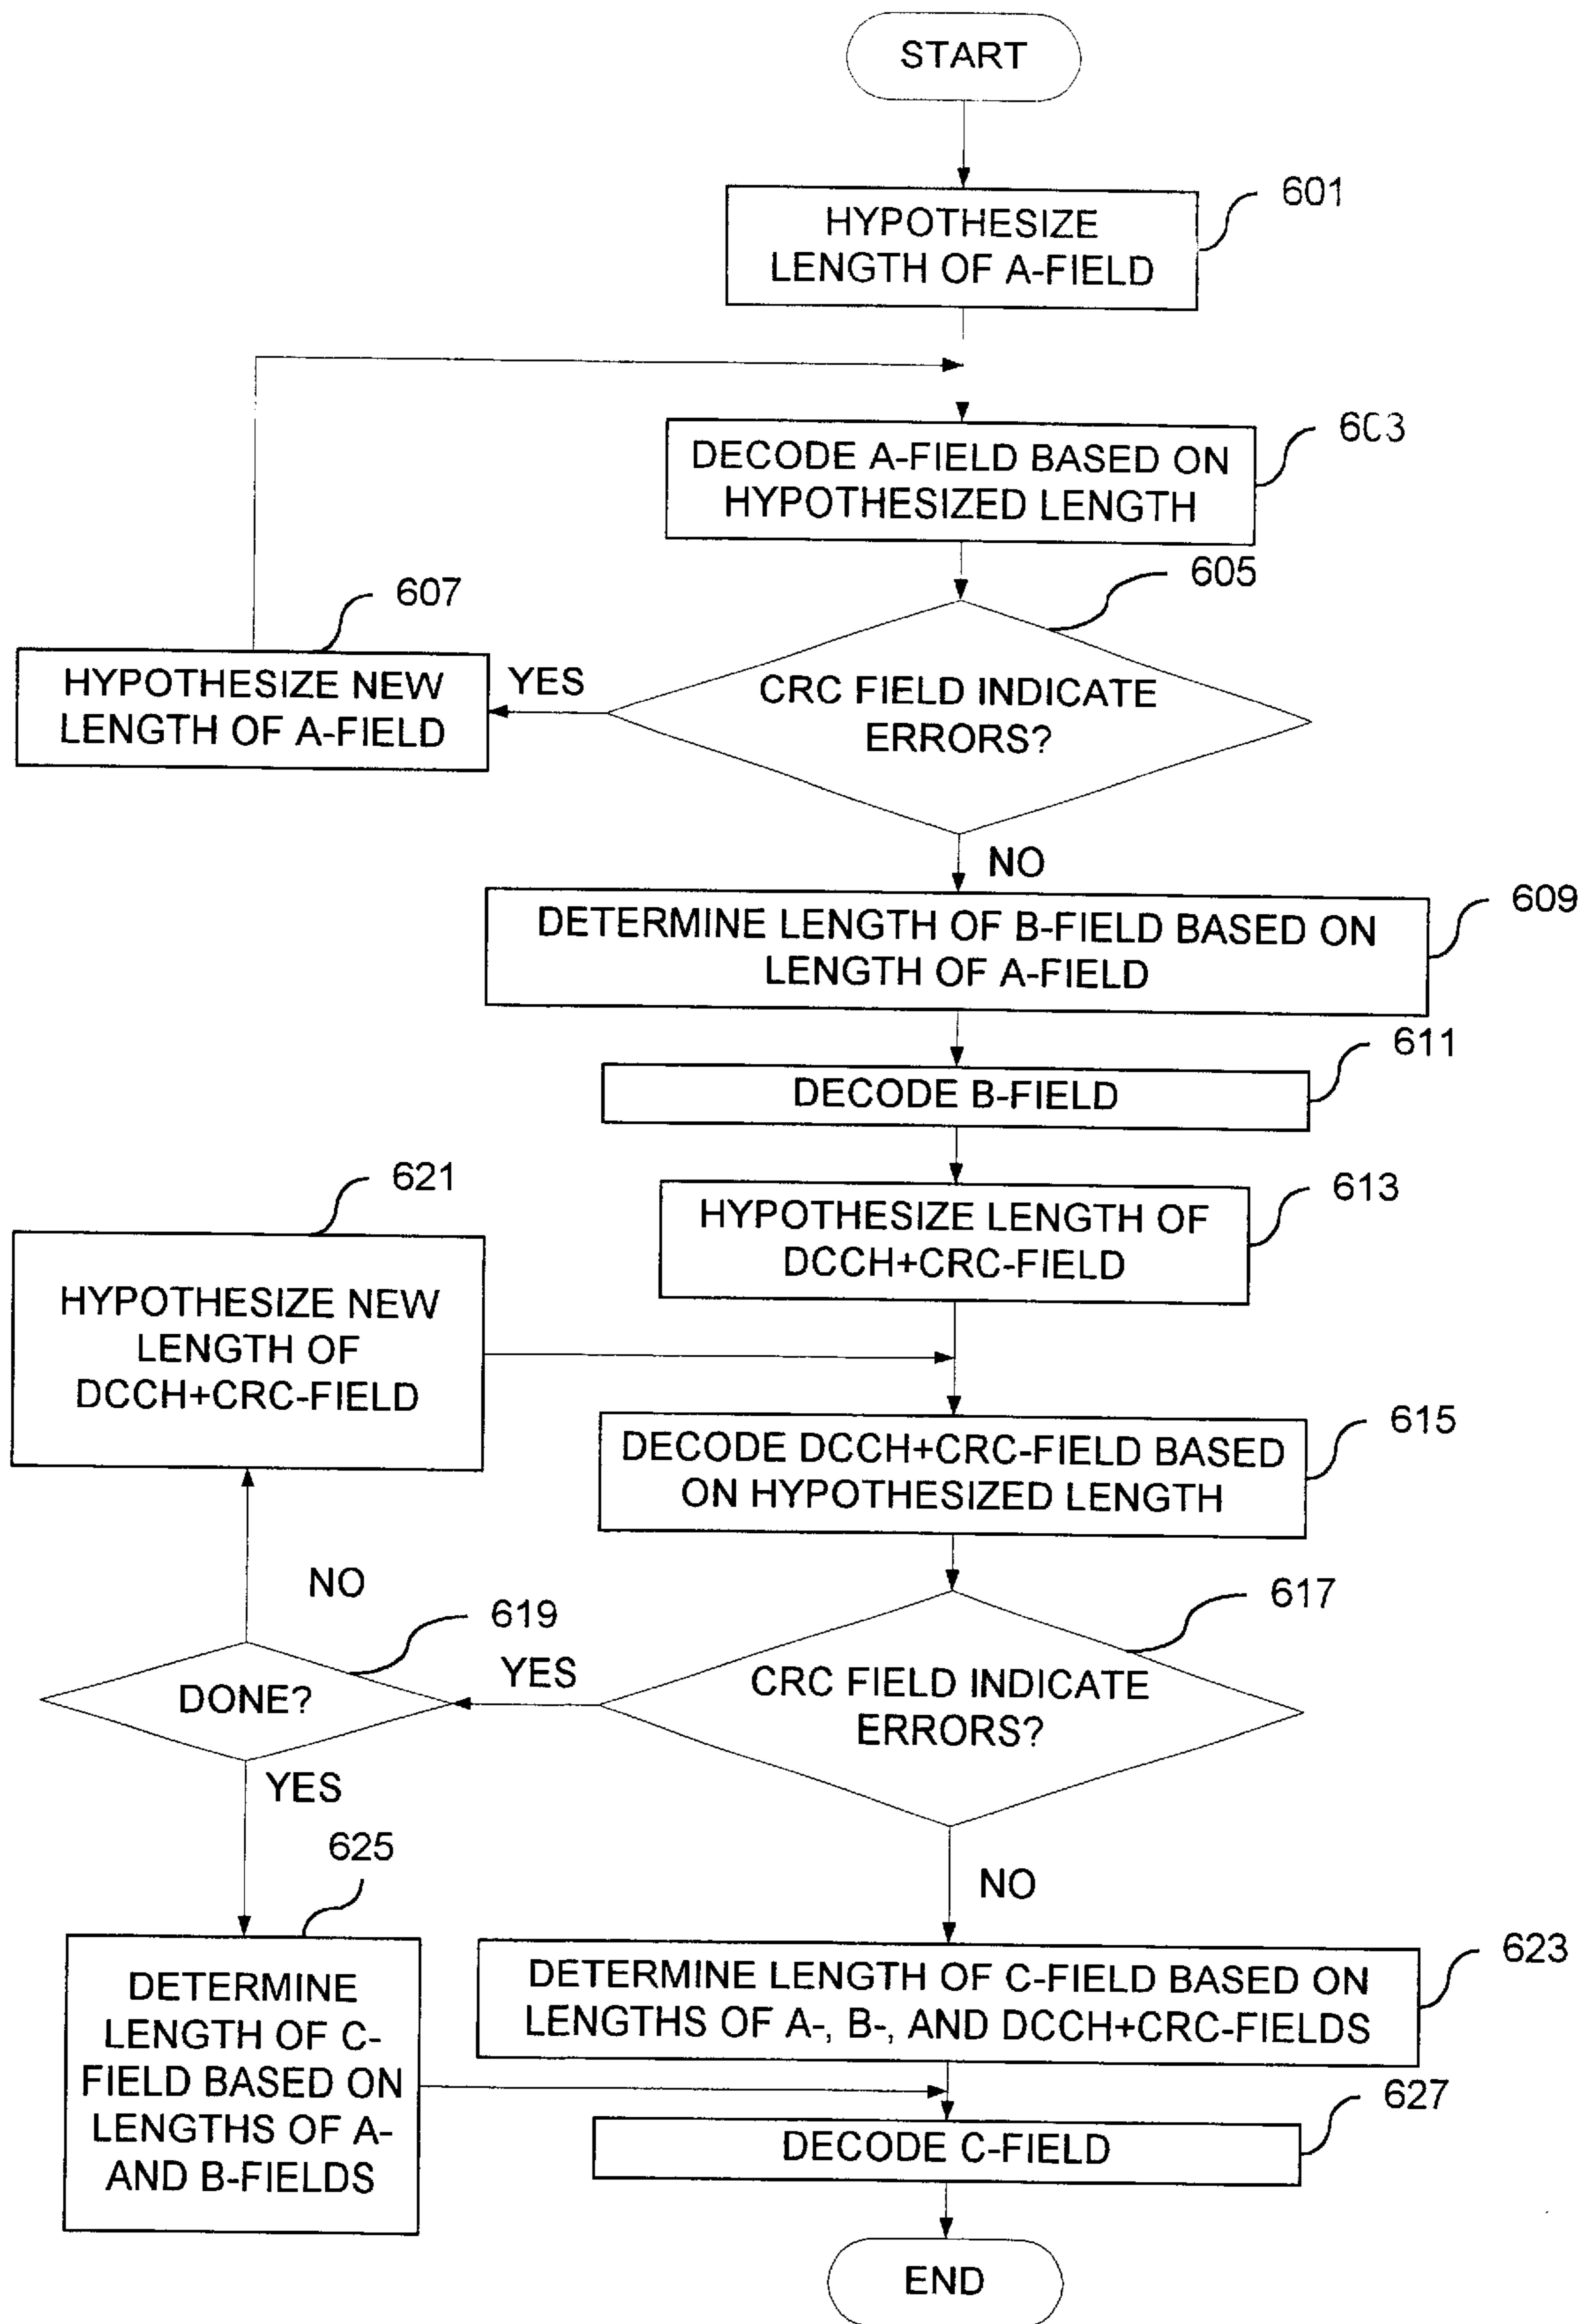 START
601
HYPOTHESIZE
LENGTH OF A-FIELD
603
DECODE A-FIELD BASED ON
HYPOTHESIZED LENGTH
605
607
CRC FIELD INDICATE
ERRORS?
YES
HYPOTHESIZE NEW
LENGTH OF A-FIELD
NO
609
DETERMINE LENGTH OF B-FIELD BASED ON
LENGTH OF A-FIELD
611
DECODE B-FIELD
613
HYPOTHESIZE LENGTH OF
DCCH+CRC-FIELD
621
HYPOTHESIZE NEW
LENGTH OF
DCCH+CRC-FIELD
615
DECODE DCCH+CRC-FIELD BASED
ON HYPOTHESIZED LENGTH
NO
617
619
YES
CRC FIELD INDICATE
ERRORS?
DONE?
YES
625
NO
623
DETERMINE LENGTH OF C-FIELD BASED ON
LENGTHS OF A-, B-, AND DCCH+CRC-FIELDS
DETERMINE
LENGTH OF C-
FIELD BASED ON
LENGTHS OF A-
AND B-FIELDS
627
DECODE C-FIELD
END